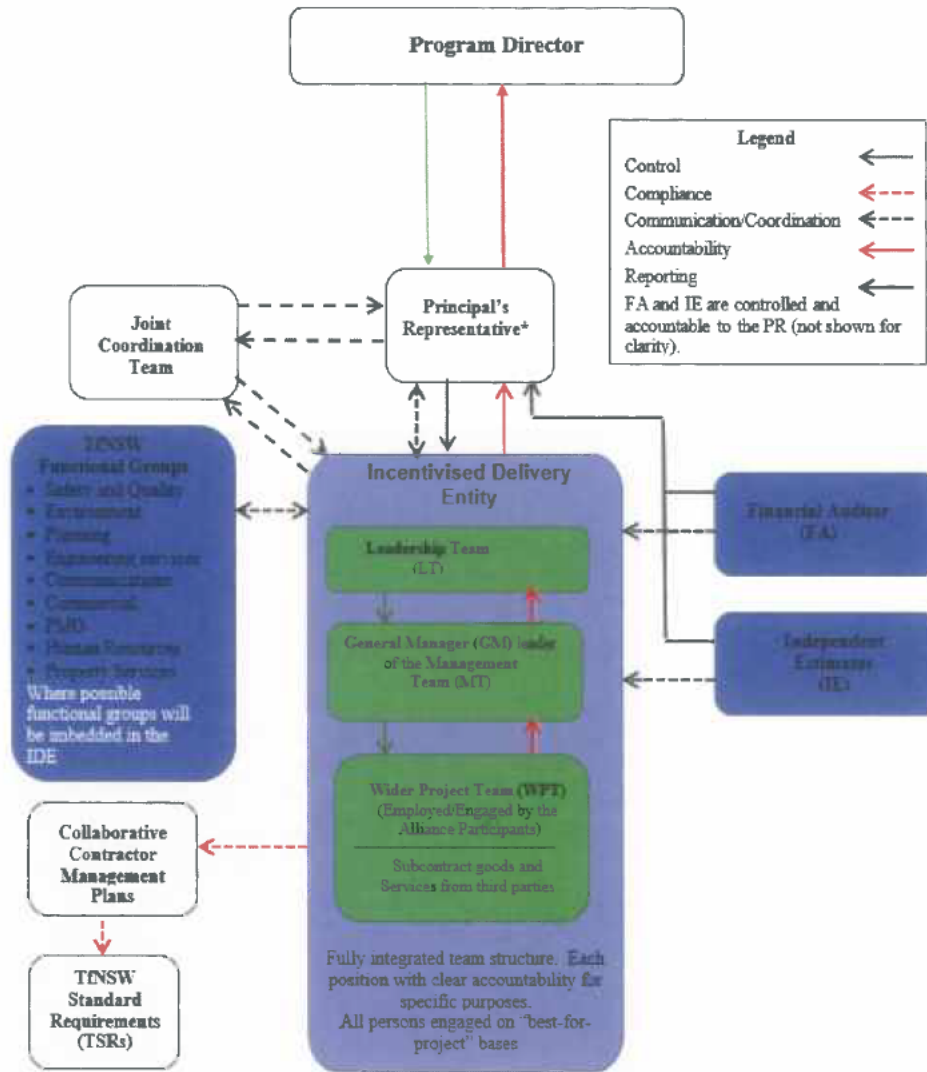 Program Director
Legend
Control
Compliance
Communication/Coordination
Accountability
Reporting
FA and IE are controlled and
accountable to the PR (not shown for
clarity).
Principal's
Representative*
Joint
Coordination
Team
TfNSW
Functional Groups
• Safety and Quality
• Environment
• Planning
• Engineering services
• Communications
• Commercial
• PMO
• Human Resources
• Property Services
Where possible
functional groups will
be imbedded in the
IDE
Incentivised Delivery
Entity
Leadership Team
(LT)
General Manager (GM) leader
of the Management
Team (MT)
Wider Project Team (WPT)
(Employed/Engaged by the
Alliance Participants)
Subcontract goods and
Services from third parties
Fully integrated team structure. Each
position with clear accountability for
specific purposes.
All persons engaged on "best-for-
project" bases
Financial Auditor
(FA)
Independent
Estimator
(IE)
Collaborative
Contractor
Management
Plans
TfNSW
Standard
Requirements
(TSRs)